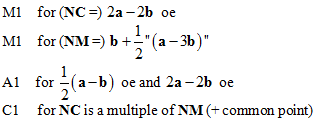 M1 for (NC =) 2a – 2b oe
M1 for (NM =) b + 1/2 "(a – 3b)"
A1 for 1/2 (a – b) oe and 2a – 2b oe
C1 for NC is a multiple of NM (+ common point)